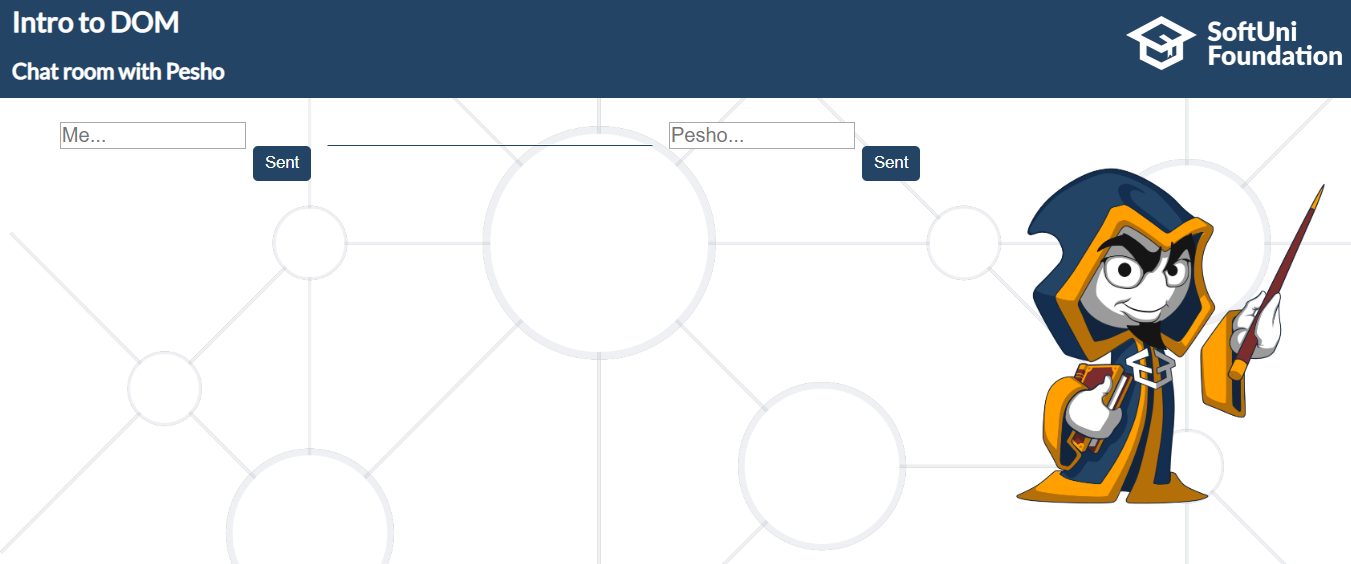 Intro to DOM
Chat room with Pesho
SoftUni
Foundation
Me...
Sent
Pesho...
Sent